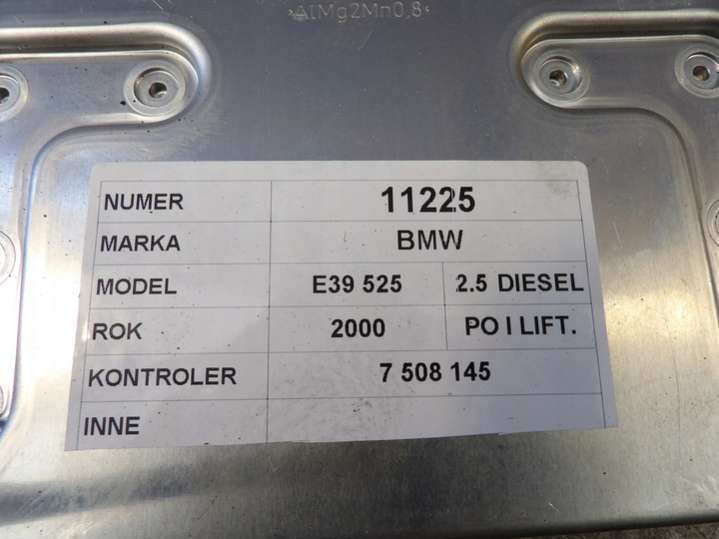 >AlMg2Mn0,8<
NUMER 11225
MARKA BMW
MODEL E39 525 2.5 DIESEL
ROK 2000 PO I LIFT.
KONTROLER 7 508 145
INNE